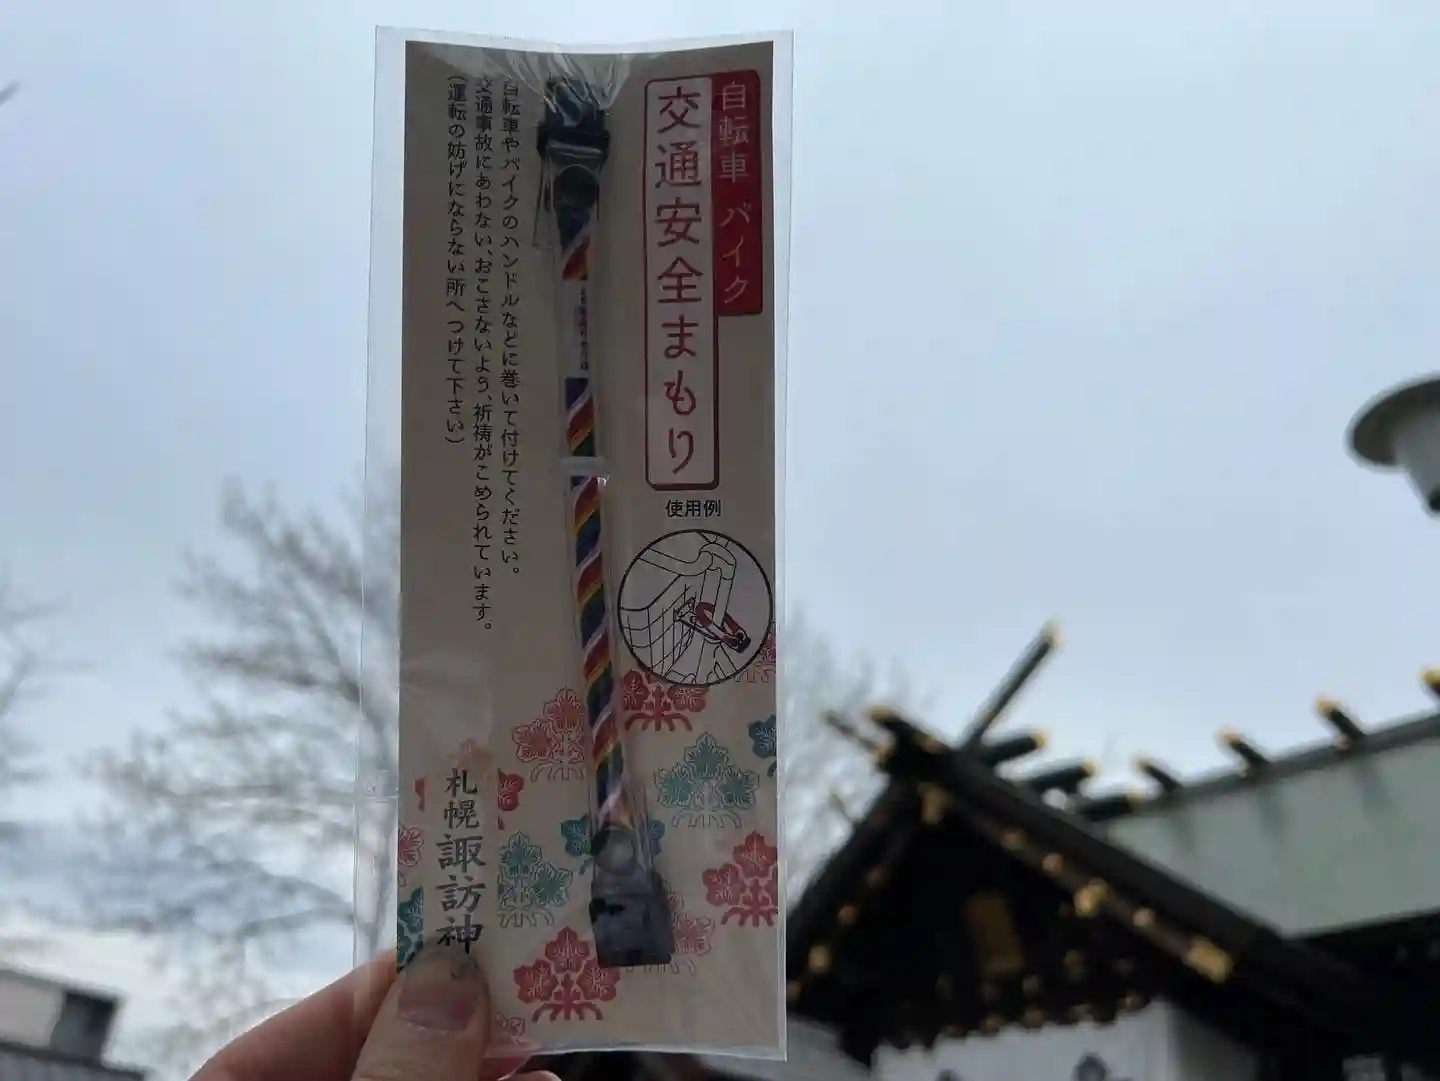 自転車 バイク
交通安全まもり
使用例
自転車やバイクのハンドルなどに巻いて付けてください。
交通事故にあわない、おこさないよう、祈祷がこめられています。
(運転の妨げにならない所へつけて下さい)
札幌諏訪神